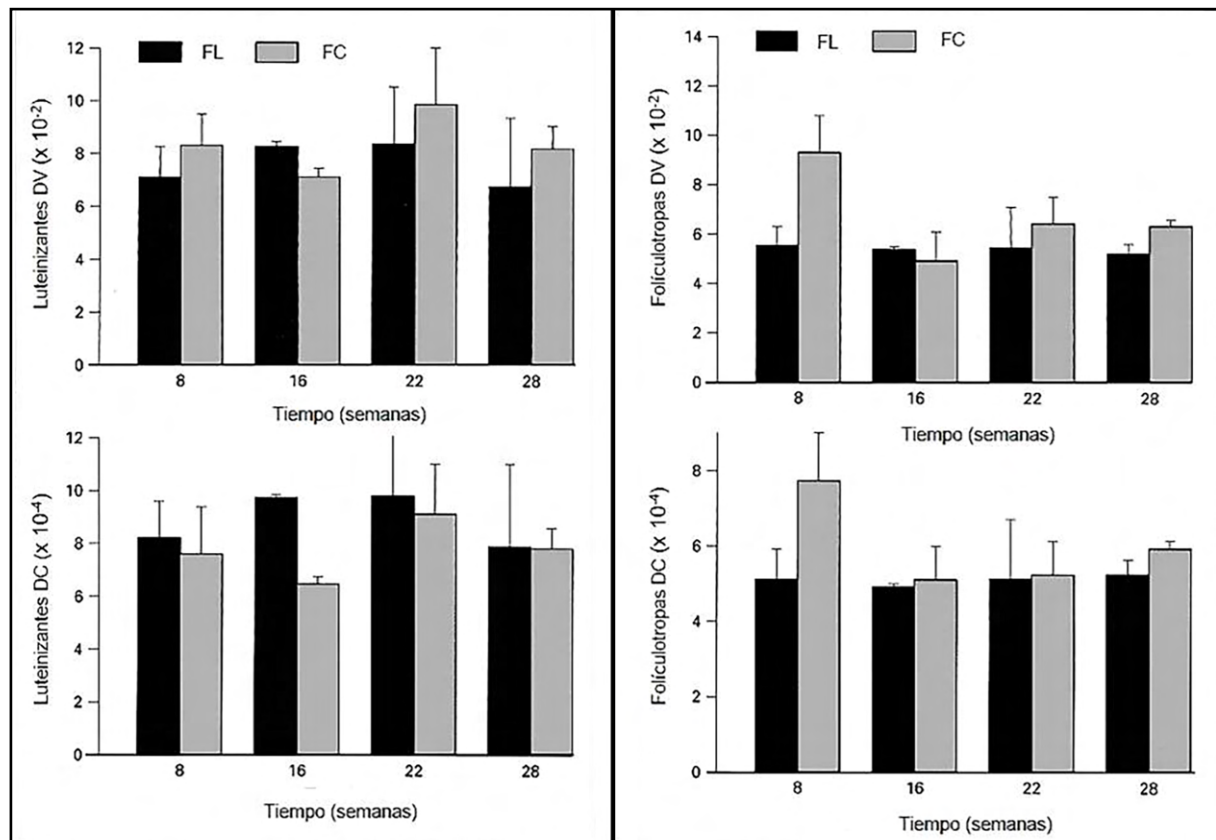 FL FC
Luteinizantes DV (x 10⁻²)
12
10
8
6
4
2
0
8 16 22 28
Tiempo (semanas)
Luteinizantes DC (x 10⁻⁴)
12
10
8
6
4
2
0
8 16 22 28
Tiempo (semanas)
FL FC
Folículotropas DV (x 10⁻²)
14
12
10
8
6
4
2
0
8 16 22 28
Tiempo (semanas)
Folículotropas DC (x 10⁻⁴)
8
6
4
2
0
8 16 22 28
Tiempo (semanas)